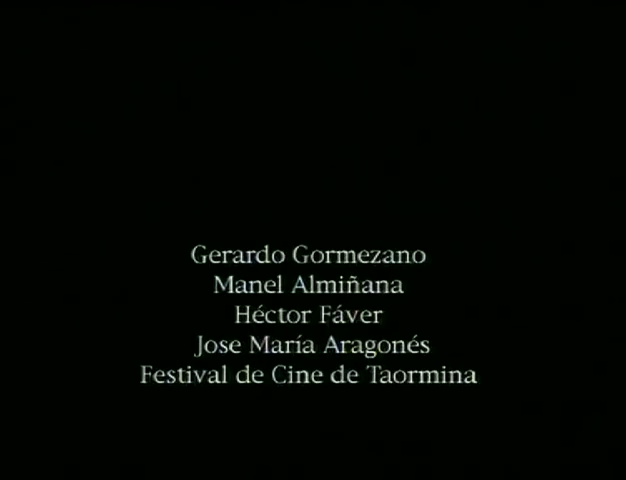 Gerardo Gormezano
Manel Almiñana
Héctor Fáver
Jose María Aragonés
Festival de Cine de Taormina